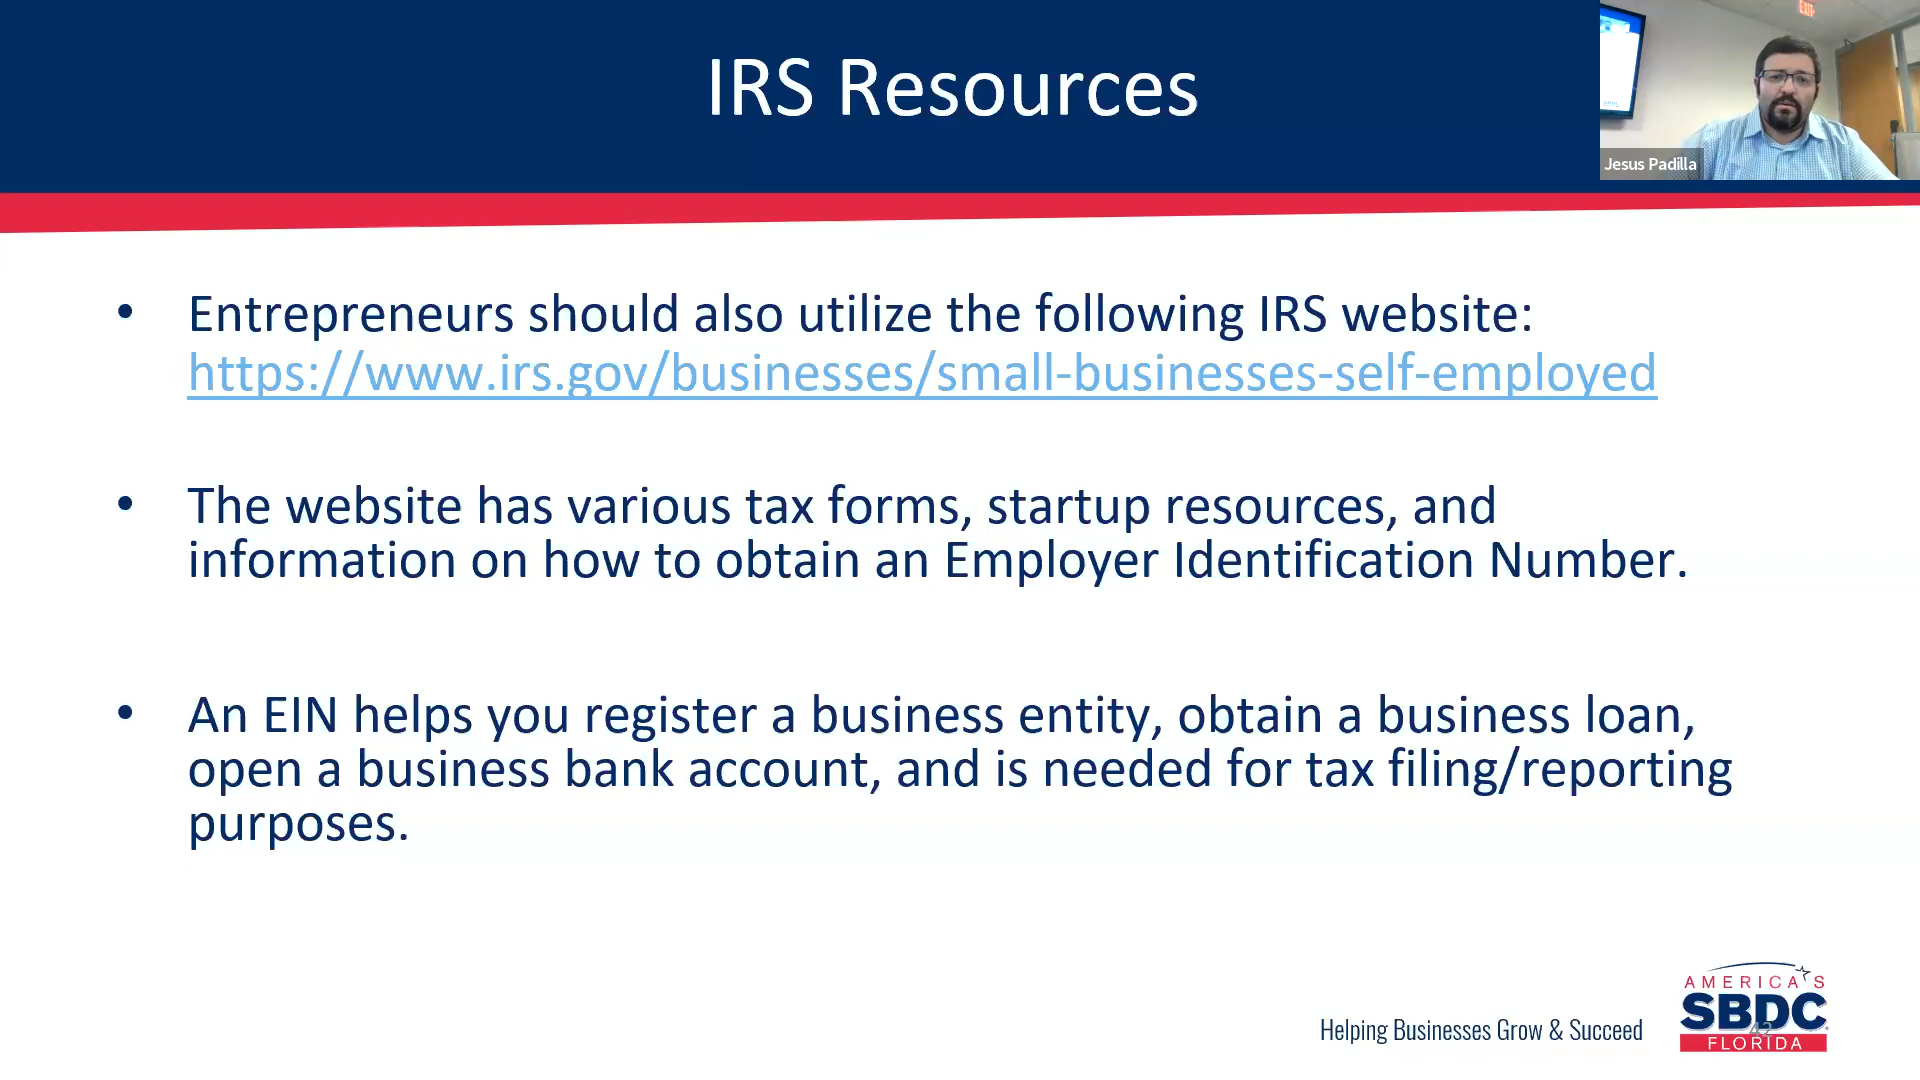 IRS Resources
EXIT
Jesus Padilla
• Entrepreneurs should also utilize the following IRS website:
https://www.irs.gov/businesses/small-businesses-self-employed
• The website has various tax forms, startup resources, and
information on how to obtain an Employer Identification Number.
• An EIN helps you register a business entity, obtain a business loan,
open a business bank account, and is needed for tax filing/reporting
purposes.
Helping Businesses Grow & Succeed
AMERICA'S
SBDC
42
FLORIDA